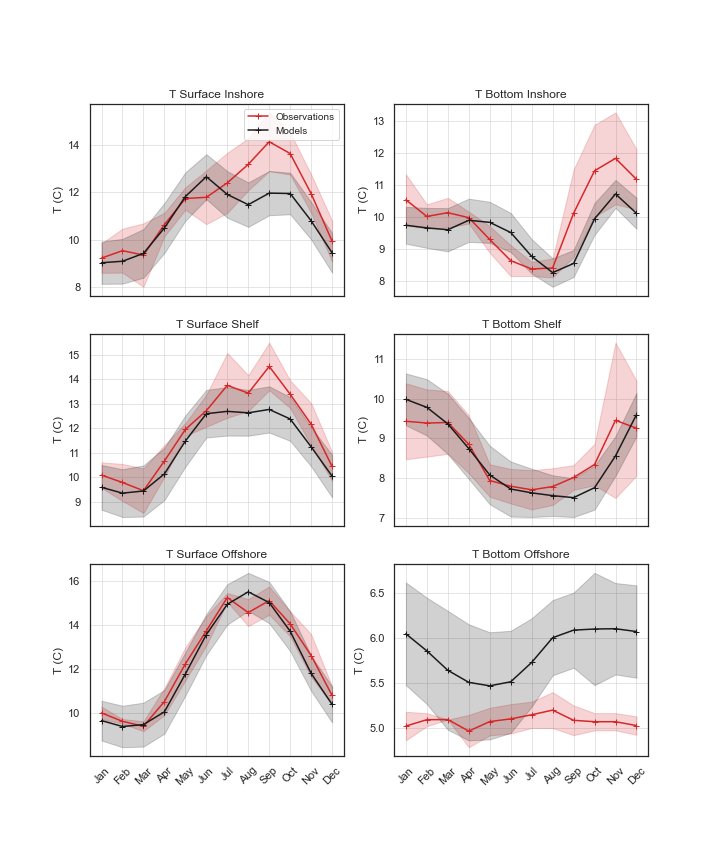 T Surface Inshore
T (C)
14
12
10
8
Observations
Models
T Bottom Inshore
T (C)
13
12
11
10
9
8
T Surface Shelf
T (C)
15
14
13
12
11
10
9
T Bottom Shelf
T (C)
11
10
9
8
7
T Surface Offshore
T (C)
16
14
12
10
Jan Feb Mar Apr May Jun Jul Aug Sep Oct Nov Dec
T Bottom Offshore
T (C)
6.5
6.0
5.5
5.0
Jan Feb Mar Apr May Jun Jul Aug Sep Oct Nov Dec